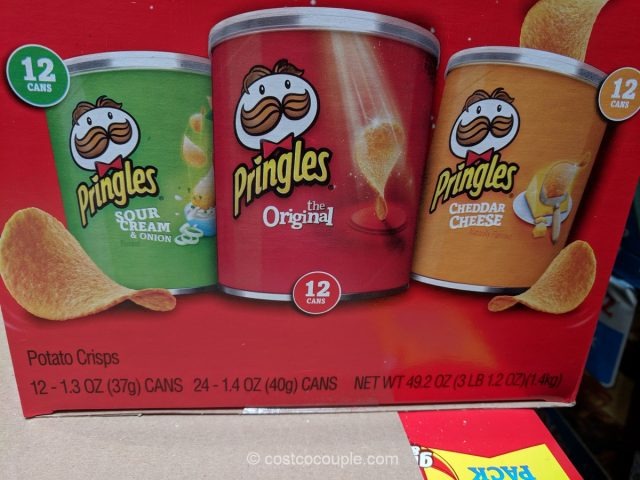 12
CANS
Pringles
SOUR
CREAM
& ONION
Pringles
the
Original
12
CANS
Pringles
CHEDDAR
CHEESE
12
CANS
Potato Crisps
12 - 1.3 OZ (37g) CANS 24 - 1.4 OZ (40g) CANS NET WT 49.2 OZ (3 LB 1.2 OZ)(1.4kg)
© costcocouple.com
PACK